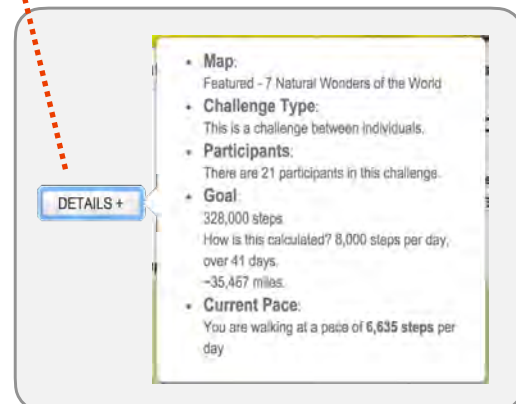 Map:
Featured - 7 Natural Wonders of the World
Challenge Type:
This is a challenge between individuals.
Participants:
There are 21 participants in this challenge.
Goal:
328,000 steps
How is this calculated? 8,000 steps per day,
over 41 days.
~35,467 miles.
Current Pace:
You are walking at a pace of 6,635 steps per
day
DETAILS +